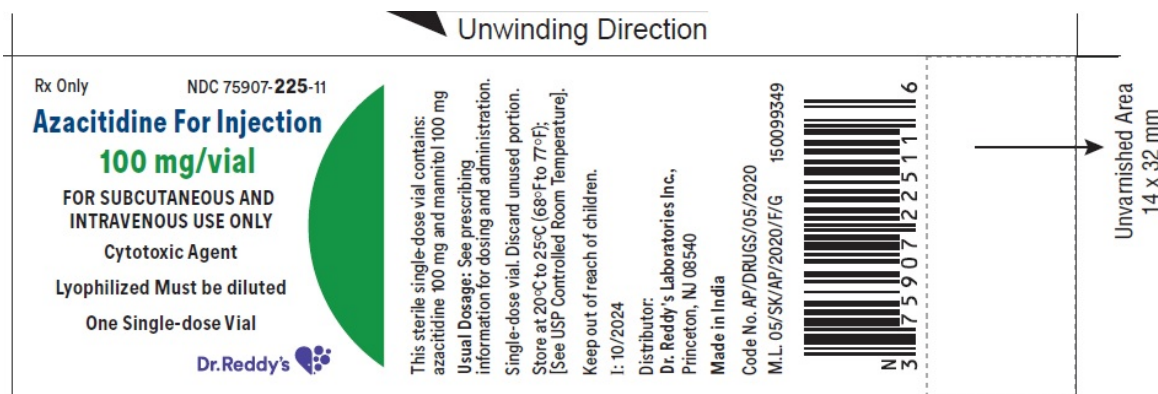 Unwinding Direction
Rx Only
NDC 75907-225-11
Azacitidine For Injection
100 mg/vial
FOR SUBCUTANEOUS AND
INTRAVENOUS USE ONLY
Cytotoxic Agent
Lyophilized Must be diluted
One Single-dose Vial
Dr.Reddy's
This sterile single-dose vial contains:
azacitidine 100 mg and mannitol 100 mg
Usual Dosage: See prescribing
information for dosing and administration.
Single-dose vial. Discard unused portion.
Store at 20°C to 25°C (68°F to 77°F);
[See USP Controlled Room Temperature].
Keep out of reach of children.
I: 10/2024
Distributor:
Dr. Reddy's Laboratories Inc.,
Princeton, NJ 08540
Made in India
Code No. AP/DRUGS/05/2020
M.L. 05/SK/AP/2020/F/G 150099349
N
3 75907 22511 6
Unvarnished Area
14 x 32 mm